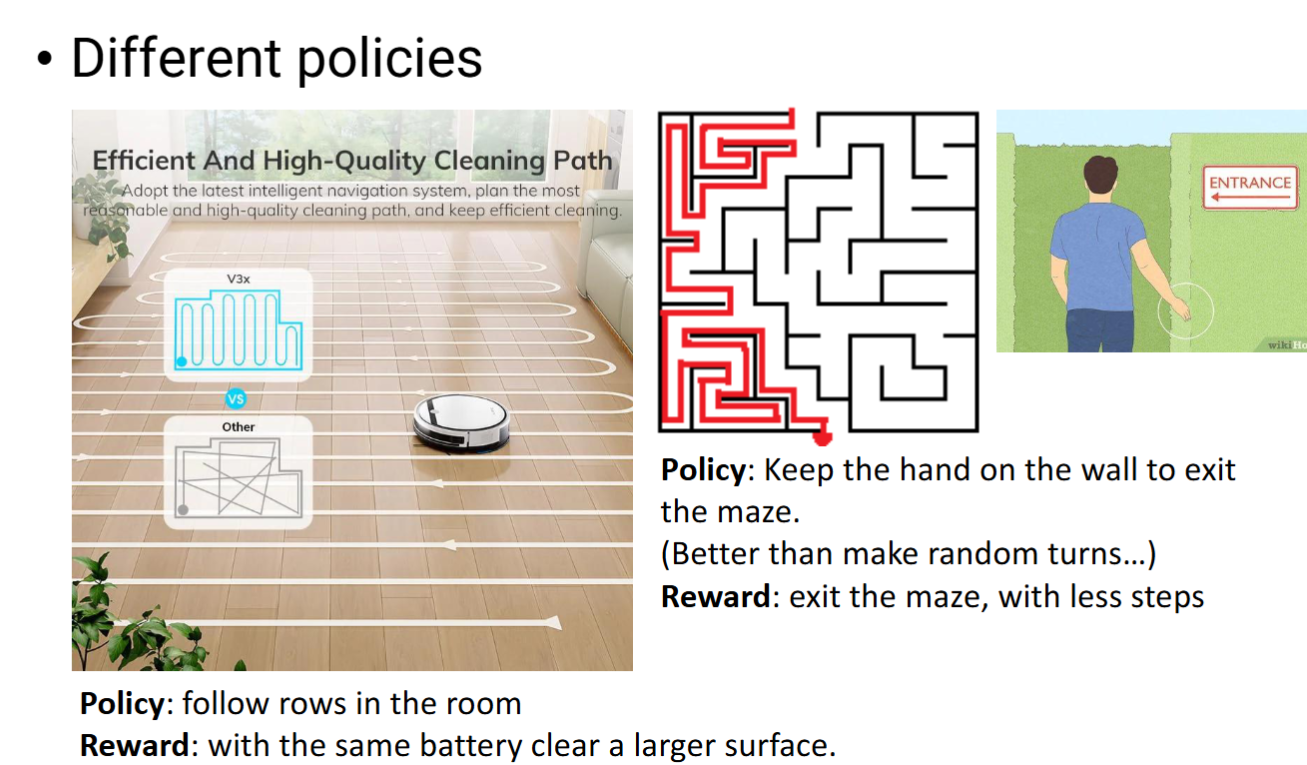 • Different policies
Efficient And High-Quality Cleaning Path
Adopt the latest intelligent navigation system, plan the most
reasonable and high-quality cleaning path, and keep efficient cleaning.
V3x
VS
Other
Policy: follow rows in the room
Reward: with the same battery clear a larger surface.
ENTRANCE
wikiHo
Policy: Keep the hand on the wall to exit
the maze.
(Better than make random turns...)
Reward: exit the maze, with less steps